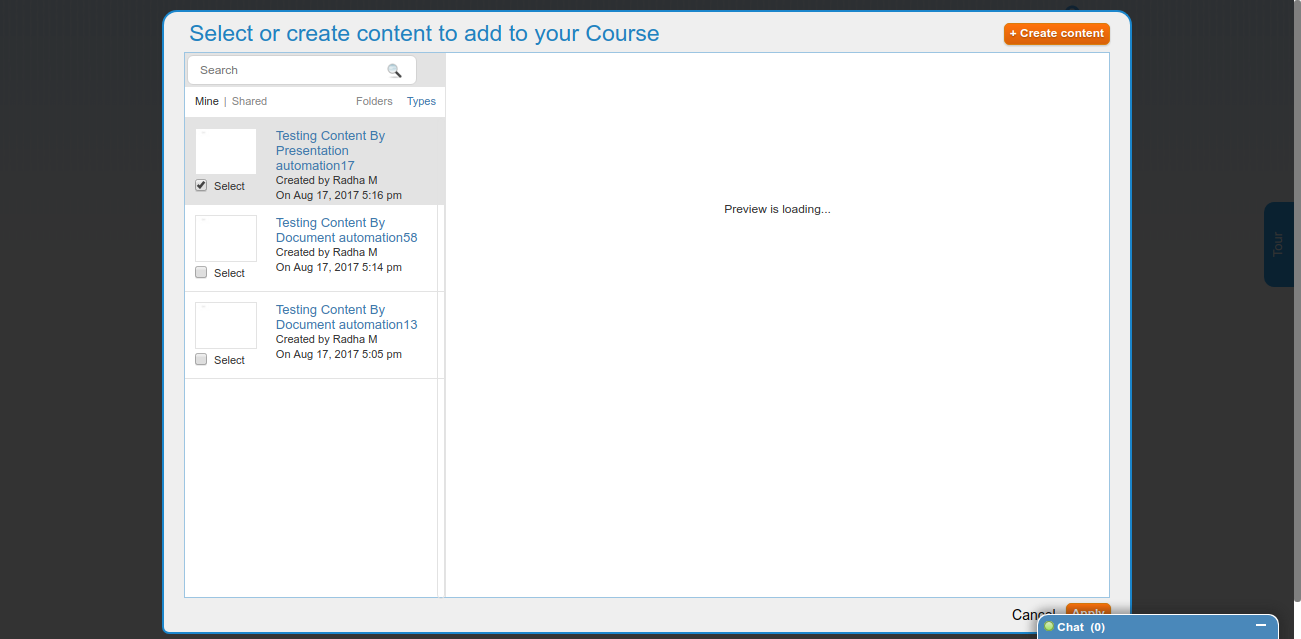 Select or create content to add to your Course
+ Create content
Search
Mine | Shared
Folders Types
Testing Content By
Presentation
automation17
Created by Radha M
On Aug 17, 2017 5:16 pm
Select
Testing Content By
Document automation58
Created by Radha M
On Aug 17, 2017 5:14 pm
Select
Testing Content By
Document automation13
Created by Radha M
On Aug 17, 2017 5:05 pm
Select
Preview is loading...
Tour
Cancel
Apply
Chat (0)